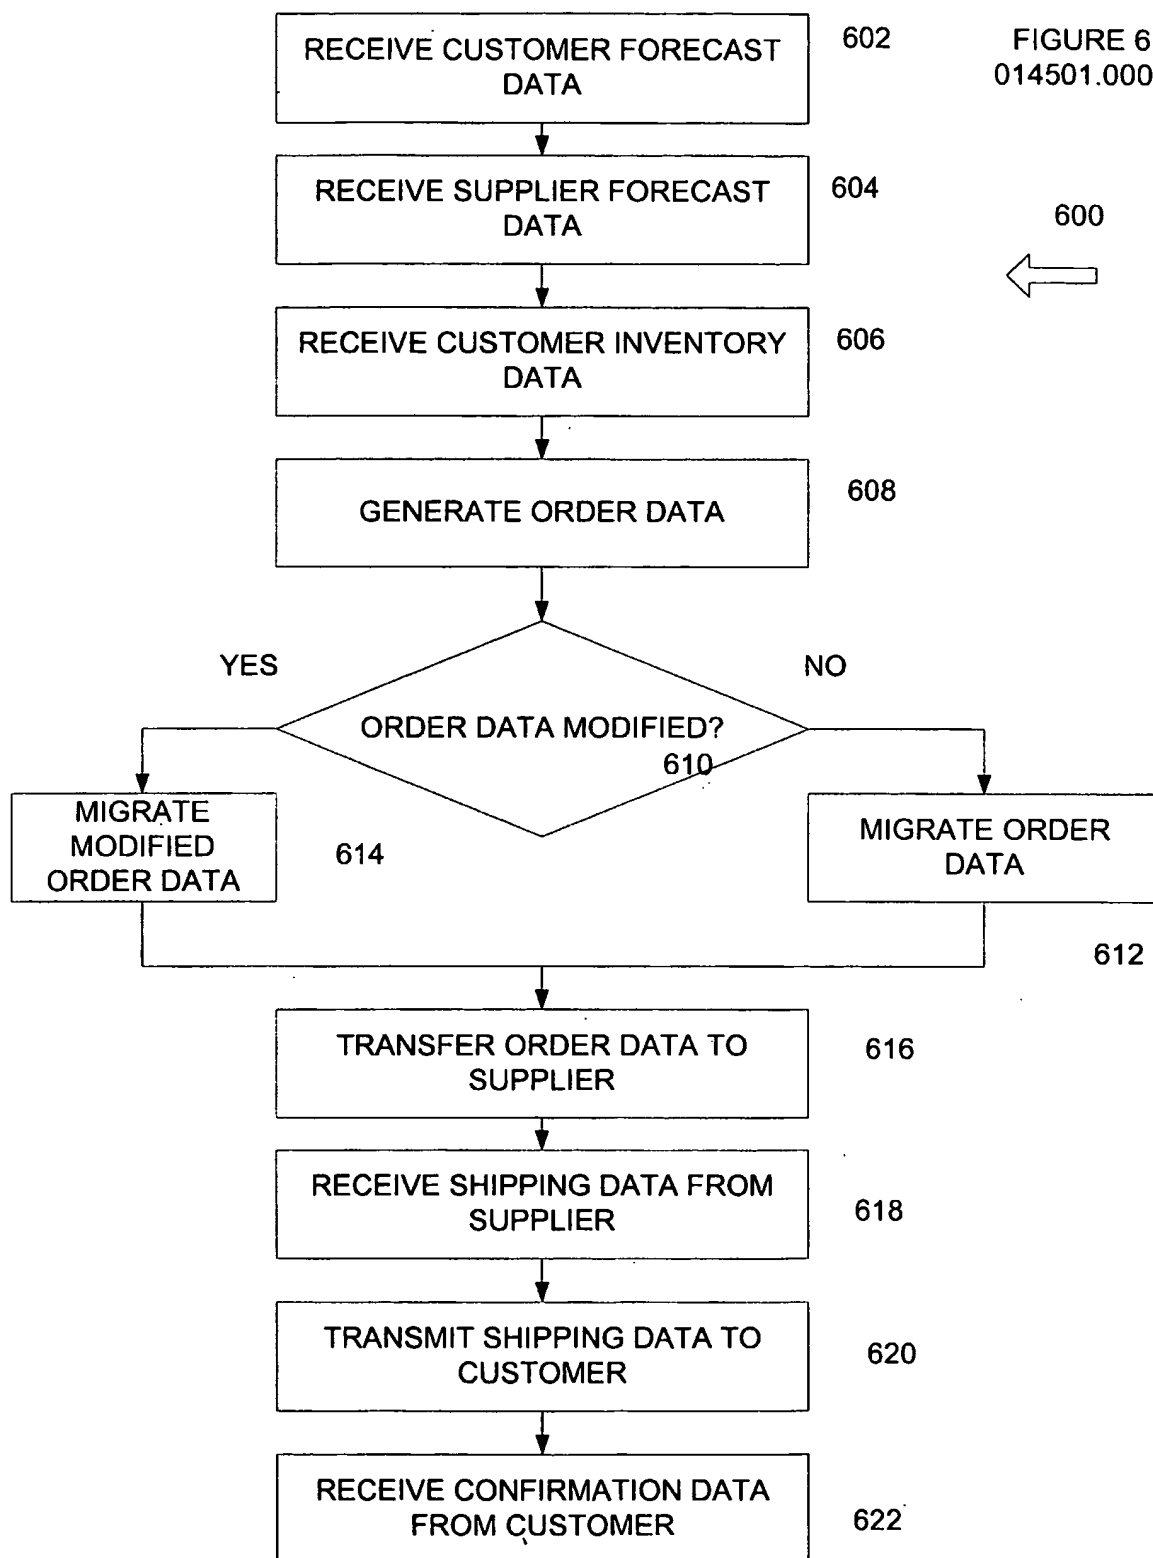 RECEIVE CUSTOMER FORECAST
DATA
602
FIGURE 6
014501.000
RECEIVE SUPPLIER FORECAST
DATA
604
600
RECEIVE CUSTOMER INVENTORY
DATA
606
GENERATE ORDER DATA
608
YES
NO
ORDER DATA MODIFIED?
610
MIGRATE
MODIFIED
ORDER DATA
614
MIGRATE ORDER
DATA
612
TRANSFER ORDER DATA TO
SUPPLIER
616
RECEIVE SHIPPING DATA FROM
SUPPLIER
618
TRANSMIT SHIPPING DATA TO
CUSTOMER
620
RECEIVE CONFIRMATION DATA
FROM CUSTOMER
622